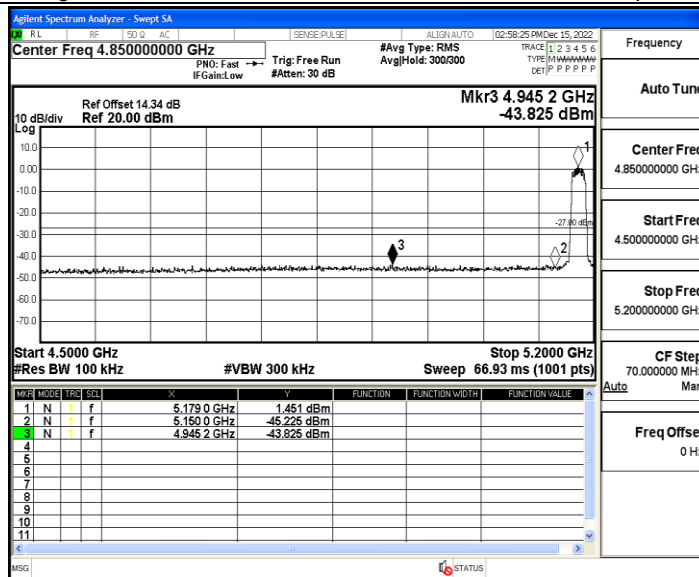 Agilent Spectrum Analyzer - Swept SA
RL RF 50 Ω AC SENSE:PULSE ALIGN AUTO 02:58:25 PM Dec 15, 2022
Center Freq 4.850000000 GHz
PNO: Fast
IFGain:Low
Trig: Free Run
#Atten: 30 dB
#Avg Type: RMS
Avg|Hold: 300/300
TRACE 1 2 3 4 5 6
TYPE M
DET P P P P P P
Mkr3 4.945 2 GHz
-43.825 dBm
Ref Offset 14.34 dB
10 dB/div Ref 20.00 dBm
Log
10.0
0.00
-10.0
-20.0
-30.0
-40.0
-50.0
-60.0
-70.0
1
-27.00 dBm
2
3
Start 4.5000 GHz Stop 5.2000 GHz
#Res BW 100 kHz #VBW 300 kHz Sweep 66.93 ms (1001 pts)
MKR MODE TRC SCL X Y FUNCTION FUNCTION WIDTH FUNCTION VALUE
1 N 1 f 5.179 0 GHz 1.451 dBm
2 N 1 f 5.150 0 GHz -45.225 dBm
3 N 1 f 4.945 2 GHz -43.825 dBm
4
5
6
7
8
9
10
11
MSG STATUS
Frequency
Auto Tune
Center Freq
4.850000000 GHz
Start Freq
4.500000000 GHz
Stop Freq
5.200000000 GHz
CF Step
70.000000 MHz
Auto Man
Freq Offset
0 Hz